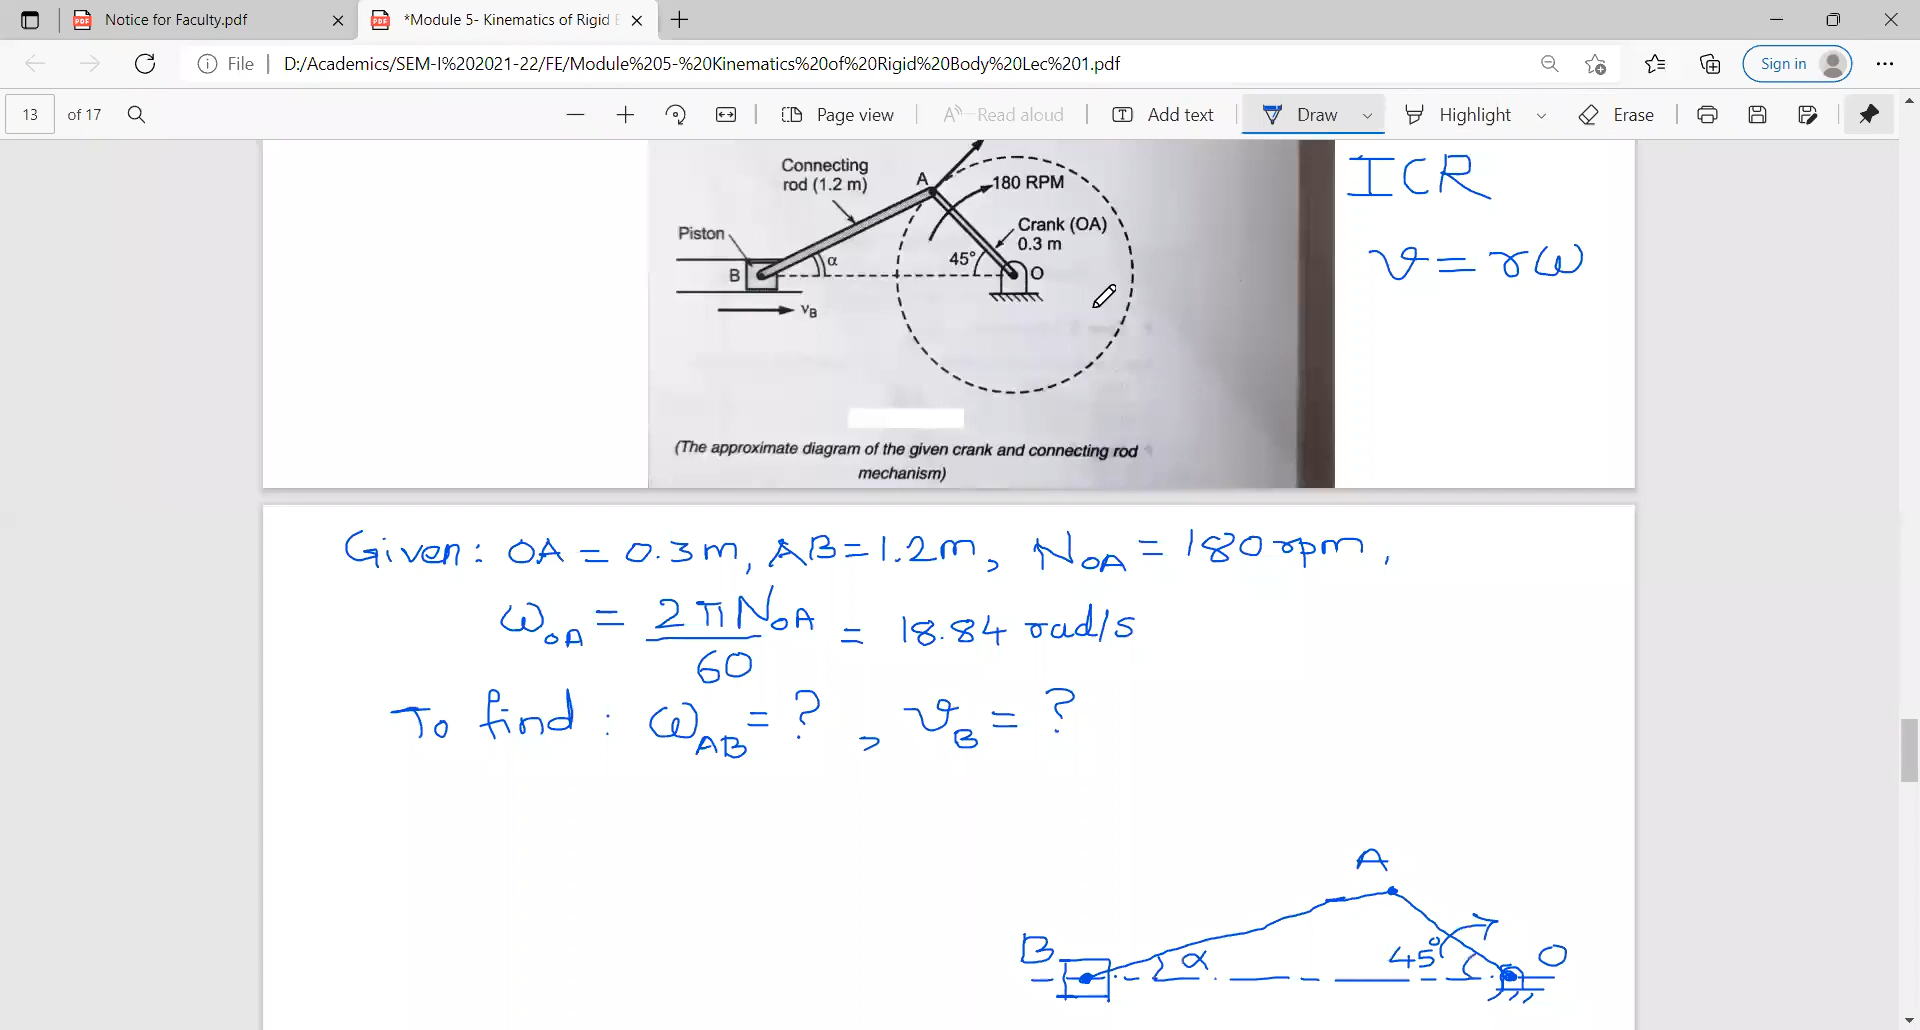 Notice for Faculty.pdf
*Module 5- Kinematics of Rigid
File
D:/Academics/SEM-I%202021-22/FE/Module%205-%20Kinematics%20of%20Rigid%20Body%20Lec%201.pdf
Sign in
13 of 17
Page view
Read aloud
Add text
Draw
Highlight
Erase
Connecting
rod (1.2 m)
A
180 RPM
Crank (OA)
0.3 m
Piston
B
α
45°
O
vB
(The approximate diagram of the given crank and connecting rod
mechanism)
ICR
v = rω
Given: OA = 0.3m, AB = 1.2m, NOA = 180 rpm,
ωOA = 2πNOA / 60 = 18.84 rad/s
To find : ωAB = ? , vB = ?
A
B
α
45°
O